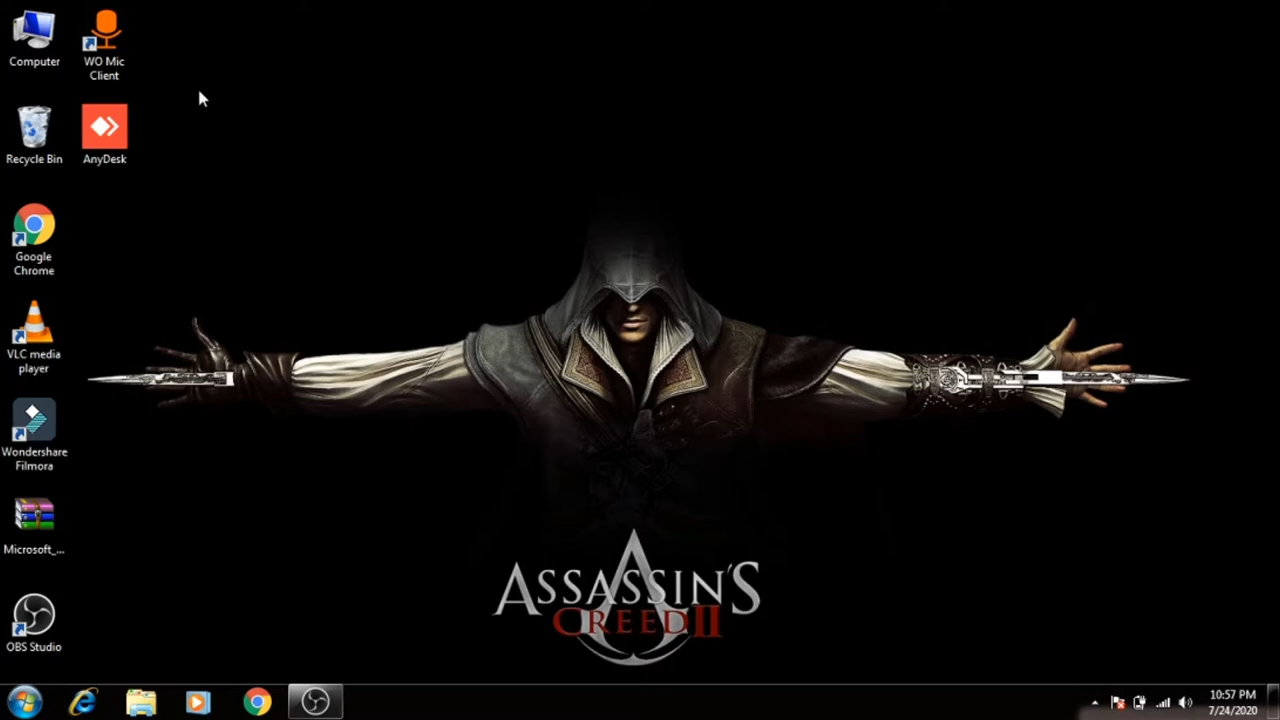 Computer
WO Mic
Client
Recycle Bin
AnyDesk
Google
Chrome
VLC media
player
Wondershare
Filmora
Microsoft_...
OBS Studio
ASSASSIN'S
CREED II
10:57 PM
7/24/2020